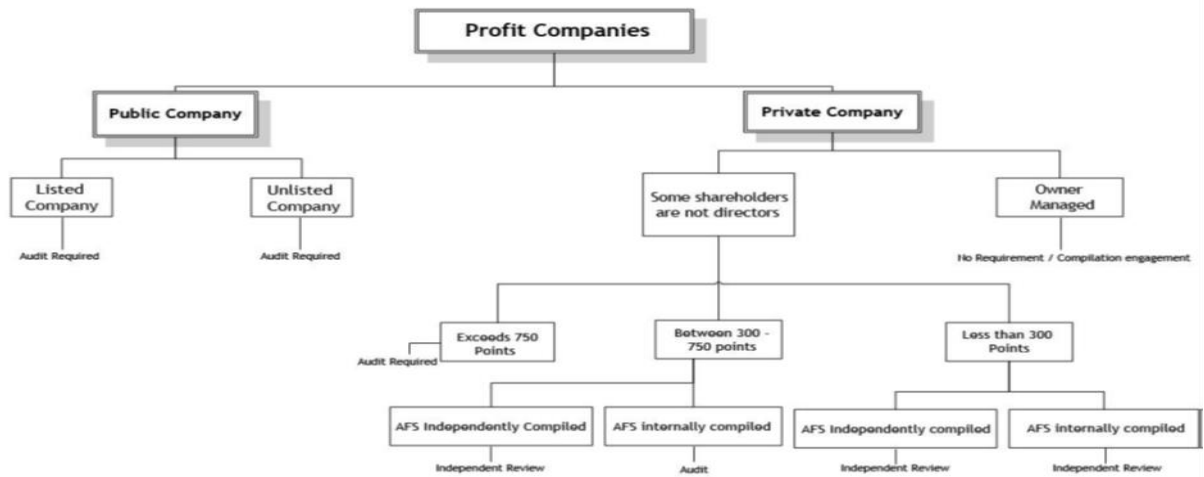 Profit Companies
Public Company
Private Company
Listed
Company
Unlisted
Company
Some shareholders
are not directors
Owner
Managed
Audit Required
Audit Required
No Requirement / Compilation engagement
Exceeds 750
Points
Between 300 -
750 points
Less than 300
Points
Audit Required
AFS Independently Compiled
AFS internally compiled
AFS Independently compiled
AFS internally compiled
Independent Review
Audit
Independent Review
Independent Review